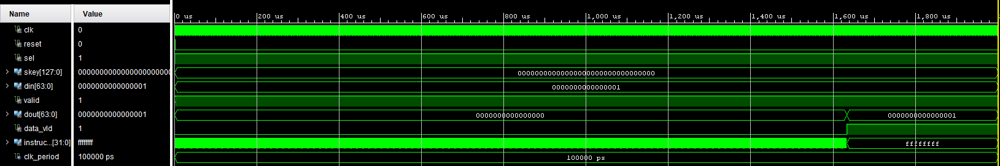 Name Value 0 us 200 us 400 us 600 us 800 us 1,000 us 1,200 us 1,400 us 1,600 us 1,800 us
clk 0
reset 0
sel 1
skey[127:0] 0000000000000000000000 00000000000000000000000000000000
din[63:0] 0000000000000001 0000000000000001
valid 1
dout[63:0] 0000000000000001 0000000000000000 0000000000000001
data_vld 1
instruc...[31:0] ffffffff ffffffff
clk_period 100000 ps 100000 ps